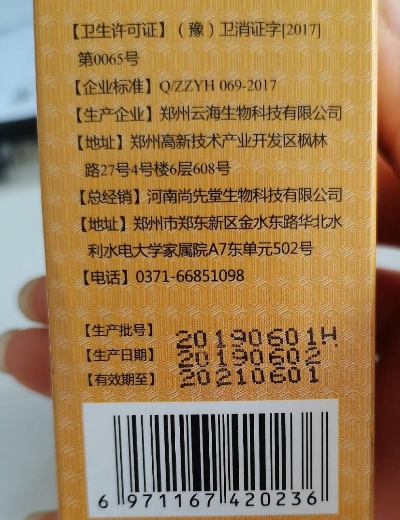 【卫生许可证】（豫）卫消证字[2017]
第0065号
【企业标准】Q/ZZYH 069-2017
【生产企业】郑州云海生物科技有限公司
【地址】郑州高新技术产业开发区枫林
路27号4号楼6层608号
【总经销】河南尚先堂生物科技有限公司
【地址】郑州市郑东新区金水东路华北水
利水电大学家属院A7东单元502号
【电话】0371-66851098
【生产批号】20190601H
【生产日期】20190602
【有效期至】20210601
6 971167 420236